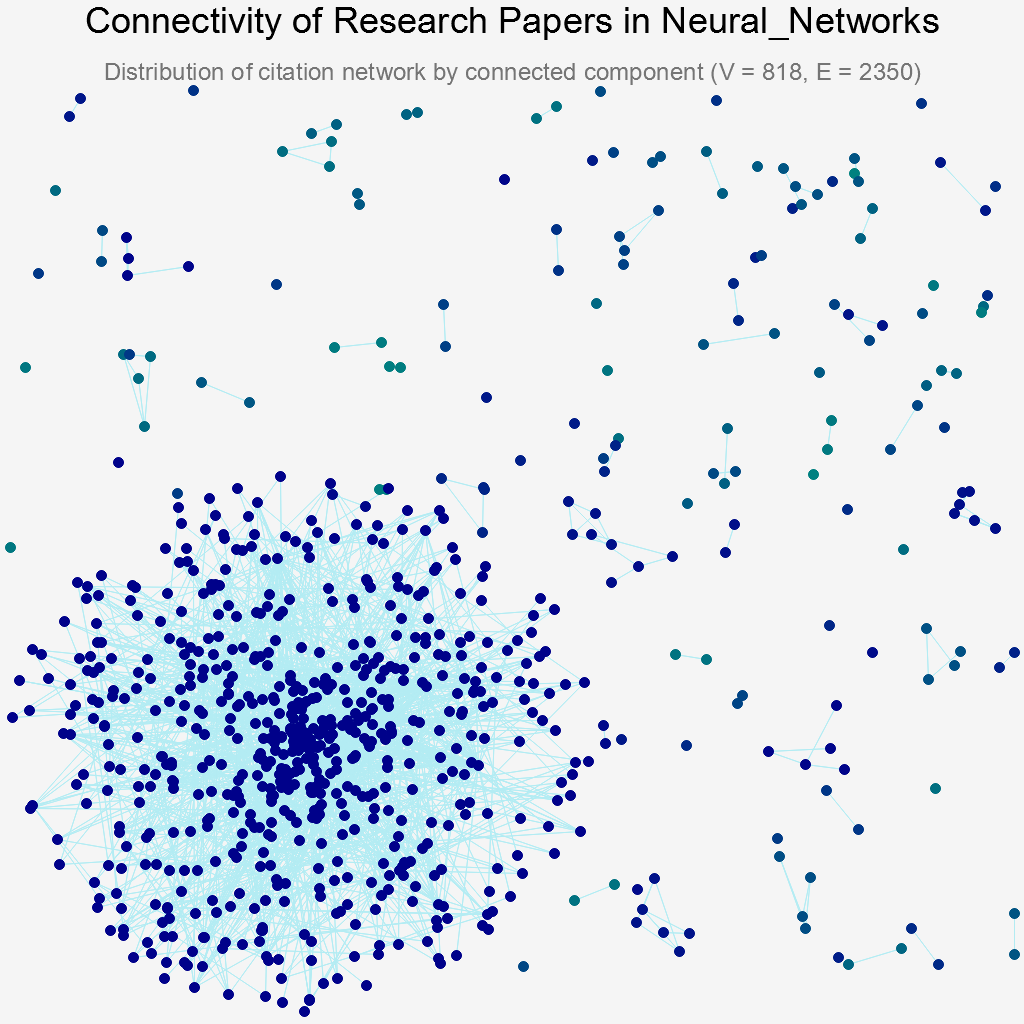 Connectivity of Research Papers in Neural_Networks
Distribution of citation network by connected component (V = 818, E = 2350)